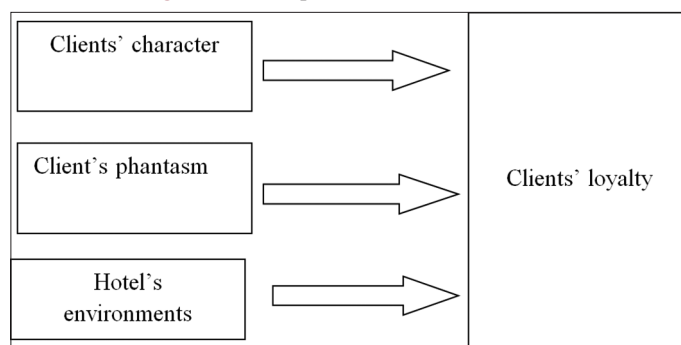 Clients’ character
Client’s phantasm
Clients’ loyalty
Hotel’s
environments